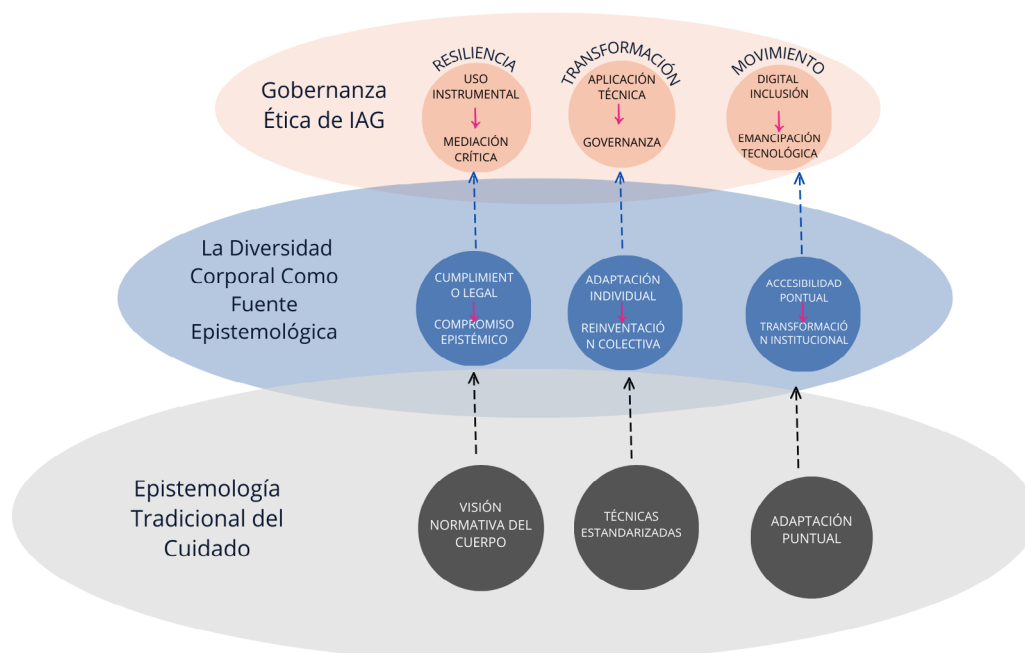 Gobernanza
Ética de IAG
RESILIENCIA
USO
INSTRUMENTAL
MEDIACIÓN
CRÍTICA
TRANSFORMACIÓN
APLICACIÓN
TÉCNICA
GOVERNANZA
MOVIMIENTO
DIGITAL
INCLUSIÓN
EMANCIPACIÓN
TECNOLÓGICA
La Diversidad
Corporal Como
Fuente
Epistemológica
CUMPLIMIENT
O LEGAL
COMPROMISO
EPISTÉMICO
ADAPTACIÓN
INDIVIDUAL
REINVENTACIÓ
N COLECTIVA
ACCESIBILIDAD
PONTUAL
TRANSFORMACIÓ
N INSTITUCIONAL
Epistemología
Tradicional del
Cuidado
VISIÓN
NORMATIVA DEL
CUERPO
TÉCNICAS
ESTANDARIZADAS
ADAPTACIÓN
PUNTUAL